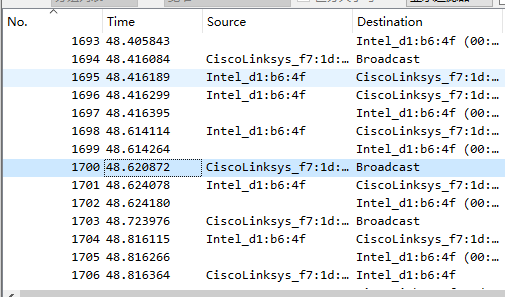 No. Time Source Destination
1693 48.405843 Intel_d1:b6:4f (00:…
1694 48.416084 CiscoLinksys_f7:1d:… Broadcast
1695 48.416189 Intel_d1:b6:4f CiscoLinksys_f7:1d:…
1696 48.416299 Intel_d1:b6:4f CiscoLinksys_f7:1d:…
1697 48.416395 Intel_d1:b6:4f (00:…
1698 48.614114 Intel_d1:b6:4f CiscoLinksys_f7:1d:…
1699 48.614264 Intel_d1:b6:4f (00:…
1700 48.620872 CiscoLinksys_f7:1d:… Broadcast
1701 48.624078 Intel_d1:b6:4f CiscoLinksys_f7:1d:…
1702 48.624180 Intel_d1:b6:4f (00:…
1703 48.723976 CiscoLinksys_f7:1d:… Broadcast
1704 48.816115 Intel_d1:b6:4f CiscoLinksys_f7:1d:…
1705 48.816266 Intel_d1:b6:4f (00:…
1706 48.816364 CiscoLinksys_f7:1d:… Intel_d1:b6:4f